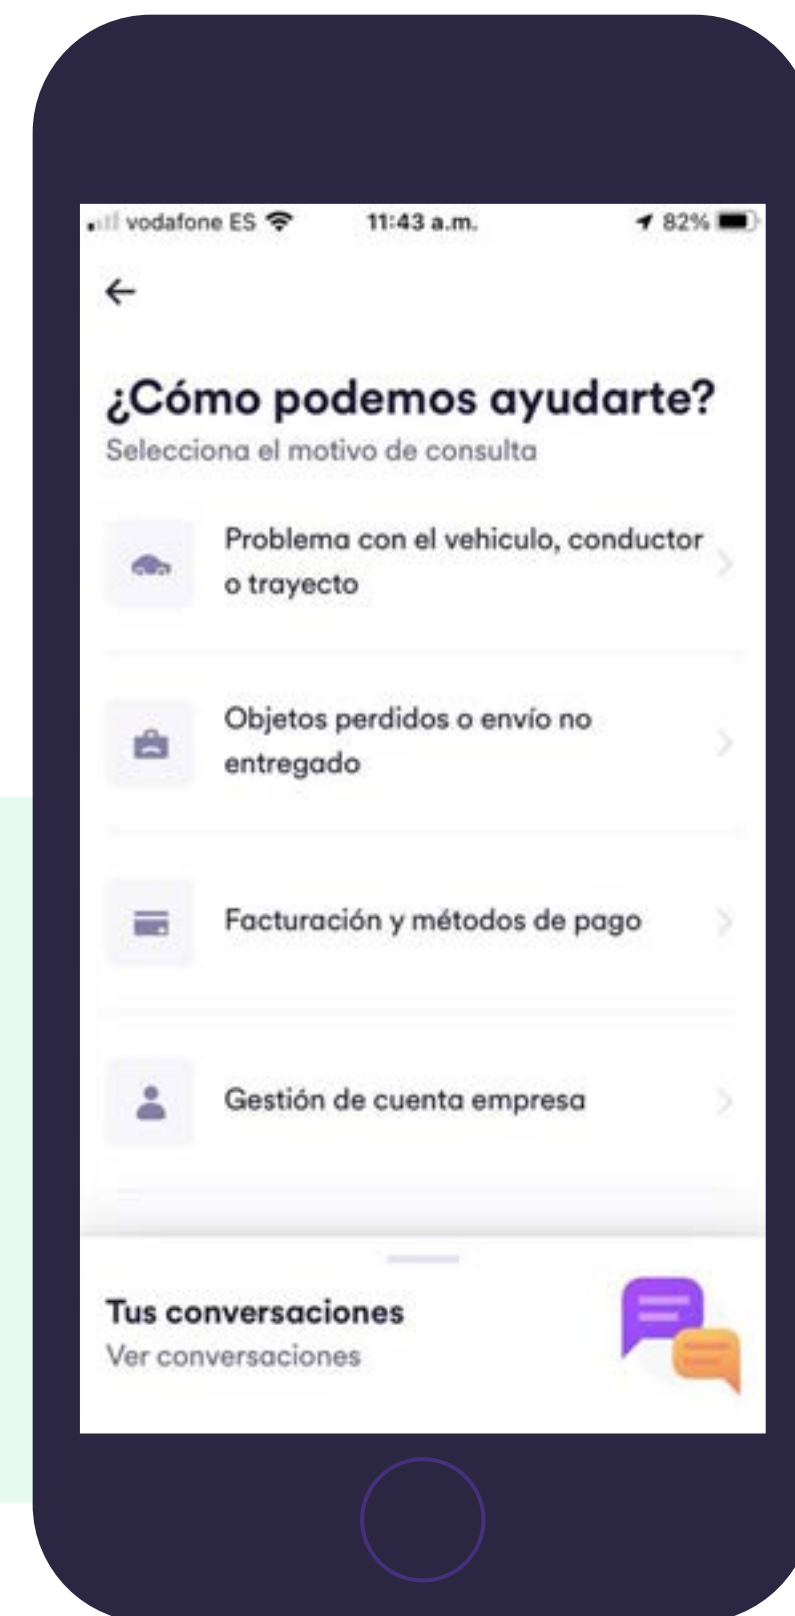 vodafone ES 11:43 a.m. 82%
¿Cómo podemos ayudarte?
Selecciona el motivo de consulta
Problema con el vehiculo, conductor
o trayecto
Objetos perdidos o envío no
entregado
Facturación y métodos de pago
Gestión de cuenta empresa
Tus conversaciones
Ver conversaciones